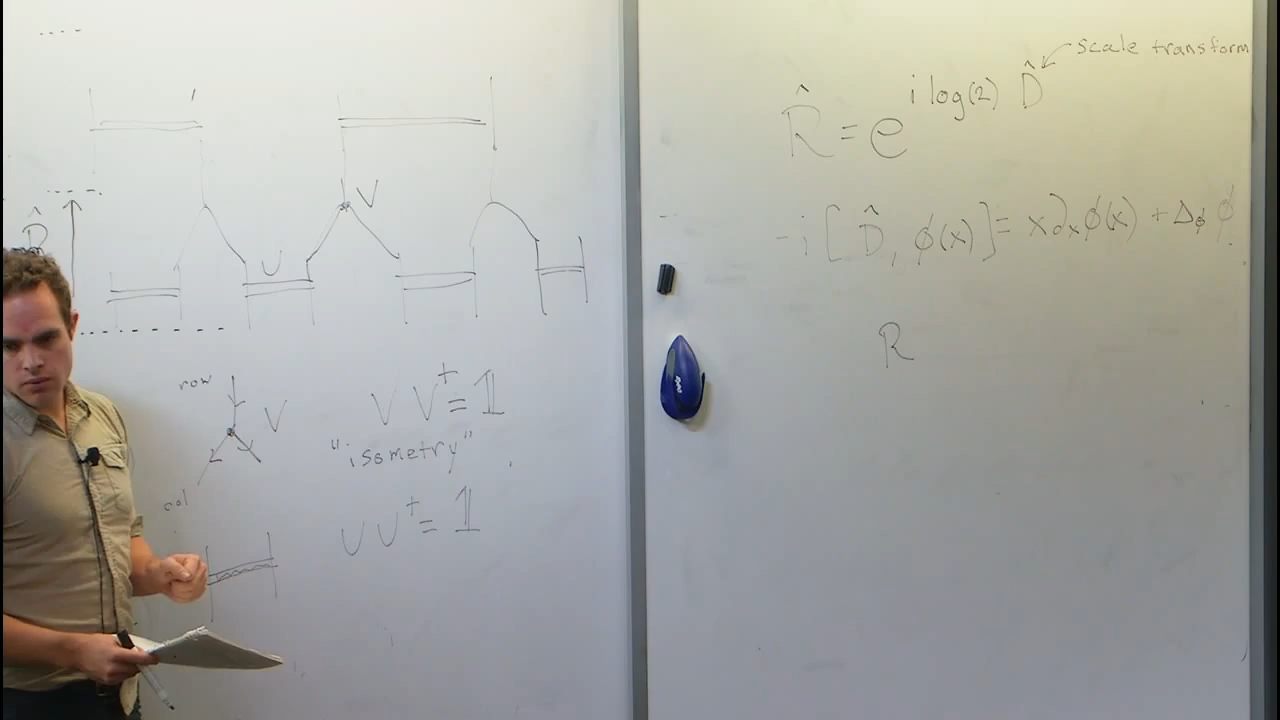 V
D̂
U
row
V
col
V V† = 𝟙
"isometry"
U U† = 𝟙
scale transform
R̂ = e^{i log(2) D̂}
-i [D̂, φ(x)] = x∂ₓφ(x) + Δ_φ φ
R